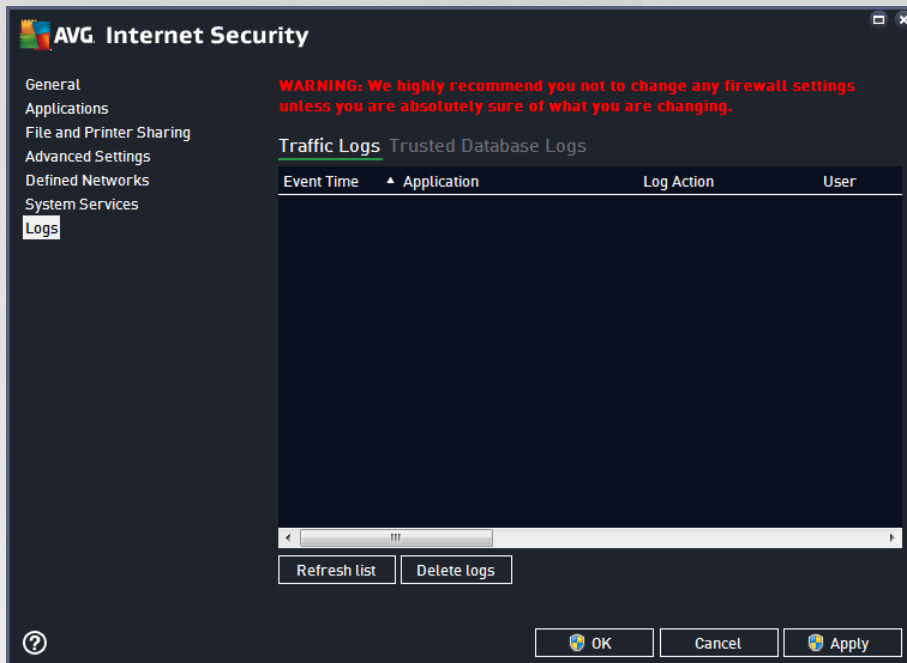 AVG. Internet Security
General
Applications
File and Printer Sharing
Advanced Settings
Defined Networks
System Services
Logs
WARNING: We highly recommend you not to change any firewall settings
unless you are absolutely sure of what you are changing.
Traffic Logs Trusted Database Logs
Event Time Application Log Action User
Refresh list Delete logs
? OK Cancel Apply